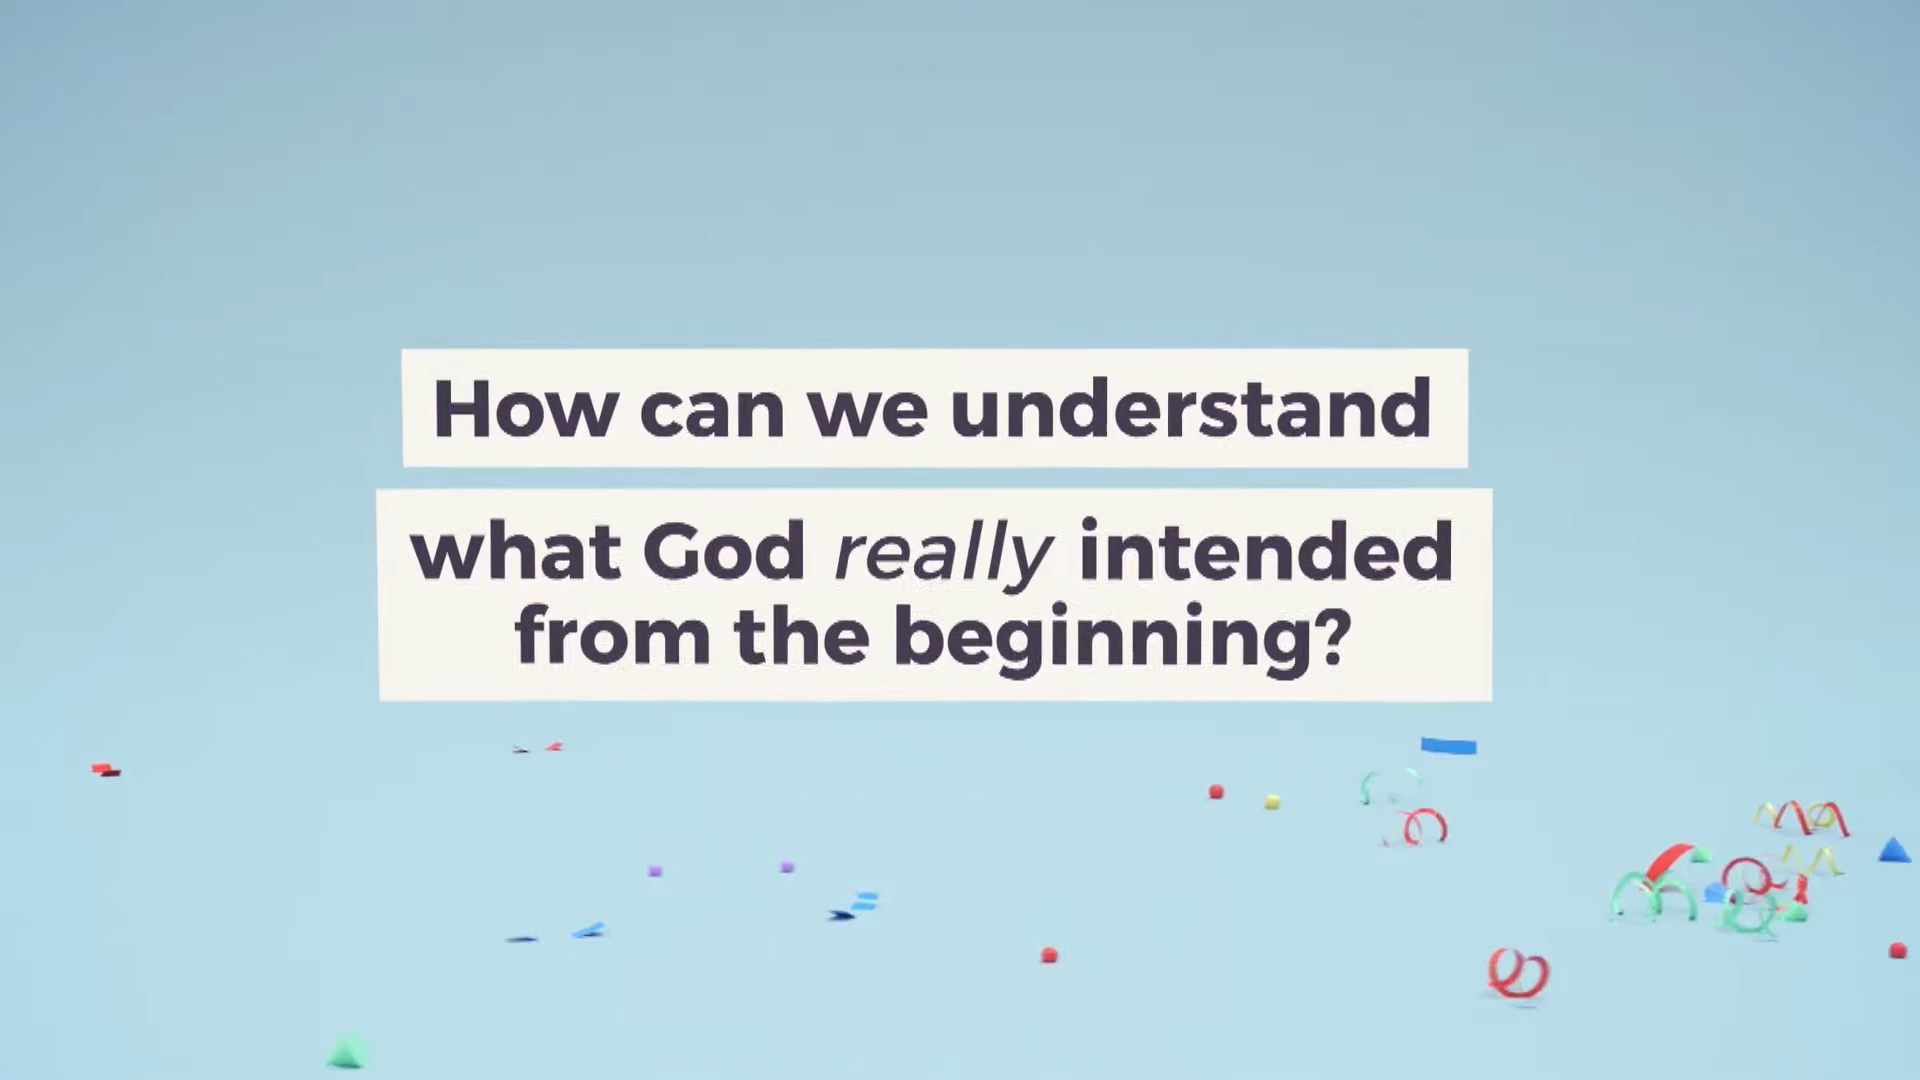 How can we understand
what God really intended
from the beginning?